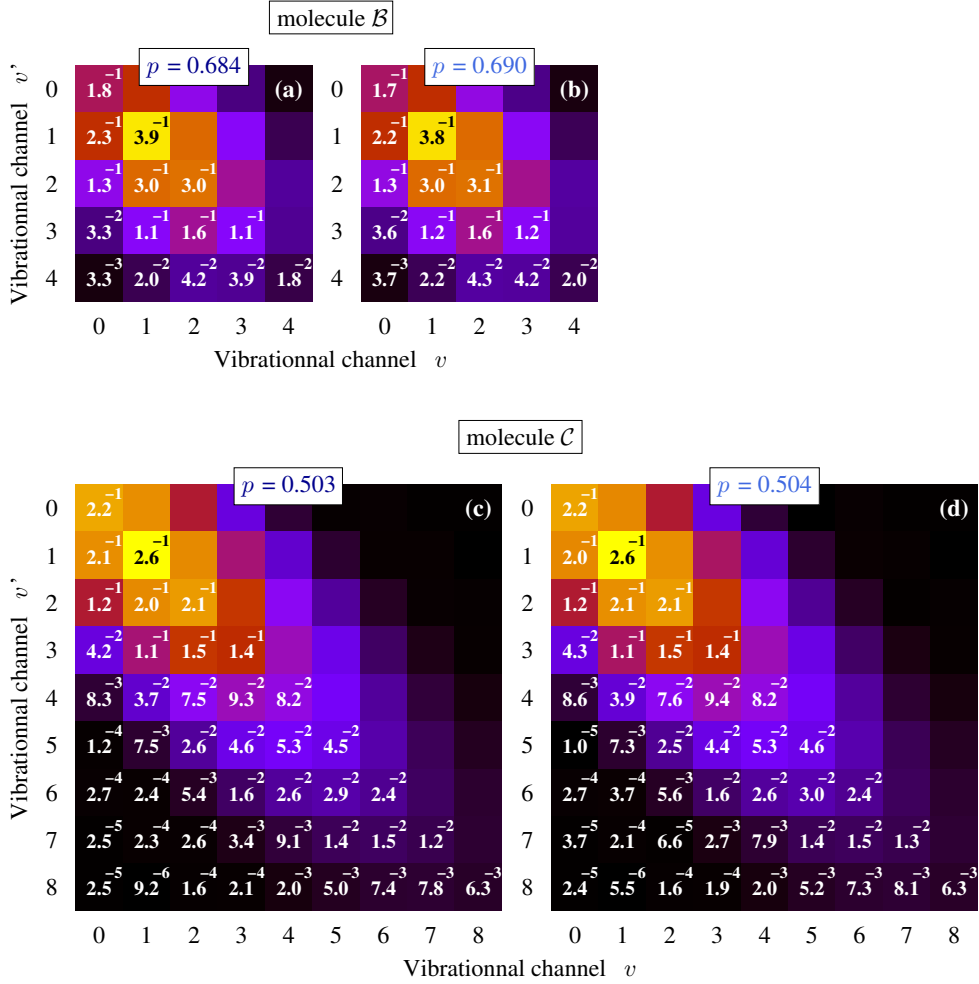 molecule ℬ
p = 0.684 p = 0.690
(a) (b)
Vibrationnal channel v'
0 1.8⁻¹ 0 1.7⁻¹
1 2.3⁻¹ 3.9⁻¹ 1 2.2⁻¹ 3.8⁻¹
2 1.3⁻¹ 3.0⁻¹ 3.0⁻¹ 2 1.3⁻¹ 3.0⁻¹ 3.1⁻¹
3 3.3⁻² 1.1⁻¹ 1.6⁻¹ 1.1⁻¹ 3 3.6⁻² 1.2⁻¹ 1.6⁻¹ 1.2⁻¹
4 3.3⁻³ 2.0⁻² 4.2⁻² 3.9⁻² 1.8⁻² 4 3.7⁻³ 2.2⁻² 4.3⁻² 4.2⁻² 2.0⁻²
0 1 2 3 4 0 1 2 3 4
Vibrationnal channel v
molecule 𝒞
p = 0.503 p = 0.504
(c) (d)
Vibrationnal channel v'
0 2.2⁻¹ 2.2⁻¹
1 2.1⁻¹ 2.6⁻¹ 2.0⁻¹ 2.6⁻¹
2 1.2⁻¹ 2.0⁻¹ 2.1⁻¹ 1.2⁻¹ 2.1⁻¹ 2.1⁻¹
3 4.2⁻² 1.1⁻¹ 1.5⁻¹ 1.4⁻¹ 4.3⁻² 1.1⁻¹ 1.5⁻¹ 1.4⁻¹
4 8.3⁻³ 3.7⁻² 7.5⁻² 9.3⁻² 8.2⁻² 8.6⁻³ 3.9⁻² 7.6⁻² 9.4⁻² 8.2⁻²
5 1.2⁻⁴ 7.5⁻³ 2.6⁻² 4.6⁻² 5.3⁻² 4.5⁻² 1.0⁻⁵ 7.3⁻³ 2.5⁻² 4.4⁻² 5.3⁻² 4.6⁻²
6 2.7⁻⁴ 2.4⁻⁴ 5.4⁻³ 1.6⁻² 2.6⁻² 2.9⁻² 2.4⁻² 2.7⁻⁴ 3.7⁻⁴ 5.6⁻³ 1.6⁻² 2.6⁻² 3.0⁻² 2.4⁻²
7 2.5⁻⁵ 2.3⁻⁴ 2.6⁻⁴ 3.4⁻³ 9.1⁻³ 1.4⁻² 1.5⁻² 1.2⁻² 3.7⁻⁵ 2.1⁻⁴ 6.6⁻⁵ 2.7⁻³ 7.9⁻³ 1.4⁻² 1.5⁻² 1.3⁻²
8 2.5⁻⁵ 9.2⁻⁶ 1.6⁻⁴ 2.1⁻⁴ 2.0⁻³ 5.0⁻³ 7.4⁻³ 7.8⁻³ 6.3⁻³ 2.4⁻⁵ 5.5⁻⁶ 1.6⁻⁴ 1.9⁻⁴ 2.0⁻³ 5.2⁻³ 7.3⁻³ 8.1⁻³ 6.3⁻³
0 1 2 3 4 5 6 7 8 0 1 2 3 4 5 6 7 8
Vibrationnal channel v